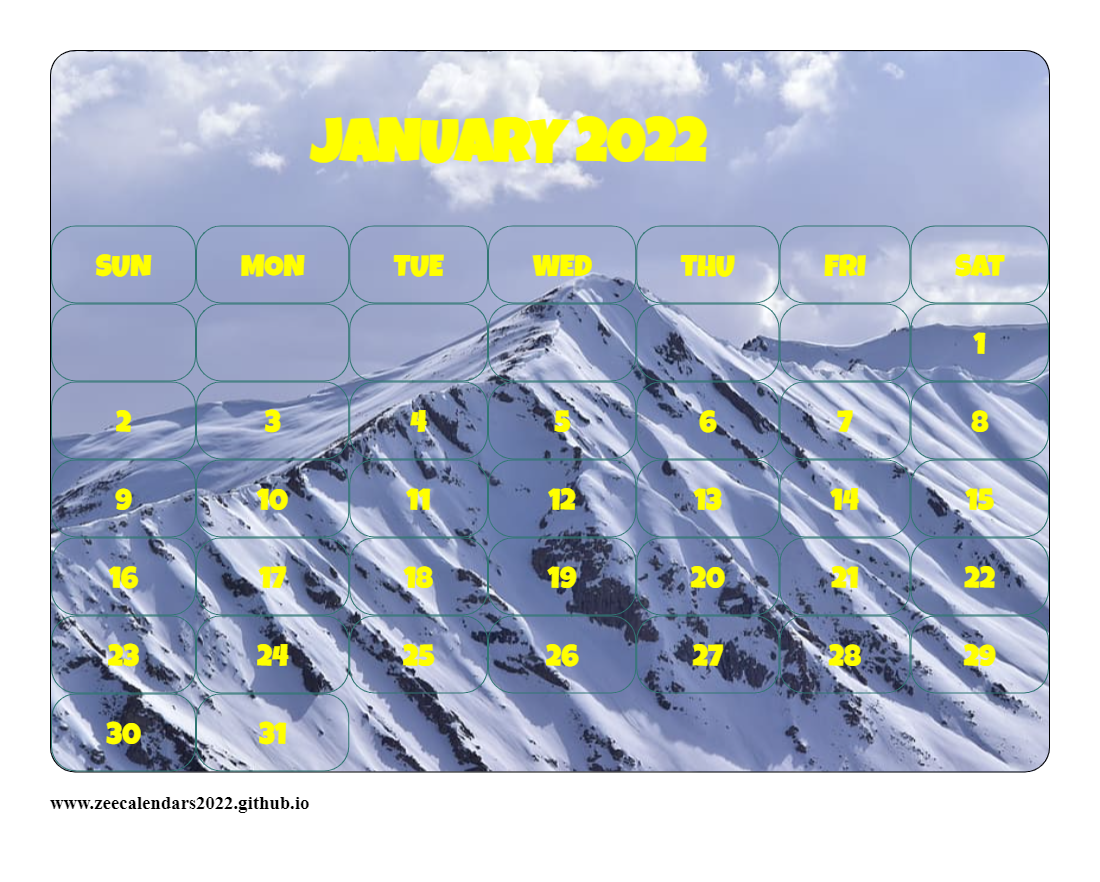 JANUARY 2022
SUN MON TUE WED THU FRI SAT
1
2 3 4 5 6 7 8
9 10 11 12 13 14 15
16 17 18 19 20 21 22
23 24 25 26 27 28 29
30 31
www.zeecalendars2022.github.io